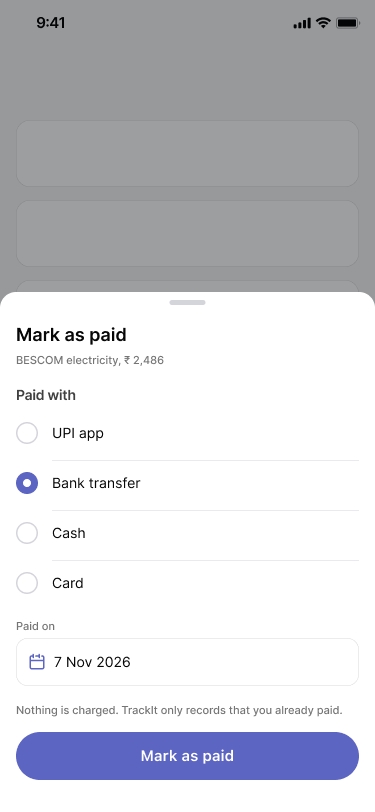 9:41
Mark as paid
BESCOM electricity, ₹ 2,486
Paid with
UPI app
Bank transfer
Cash
Card
Paid on
7 Nov 2026
Nothing is charged. TrackIt only records that you already paid.
Mark as paid